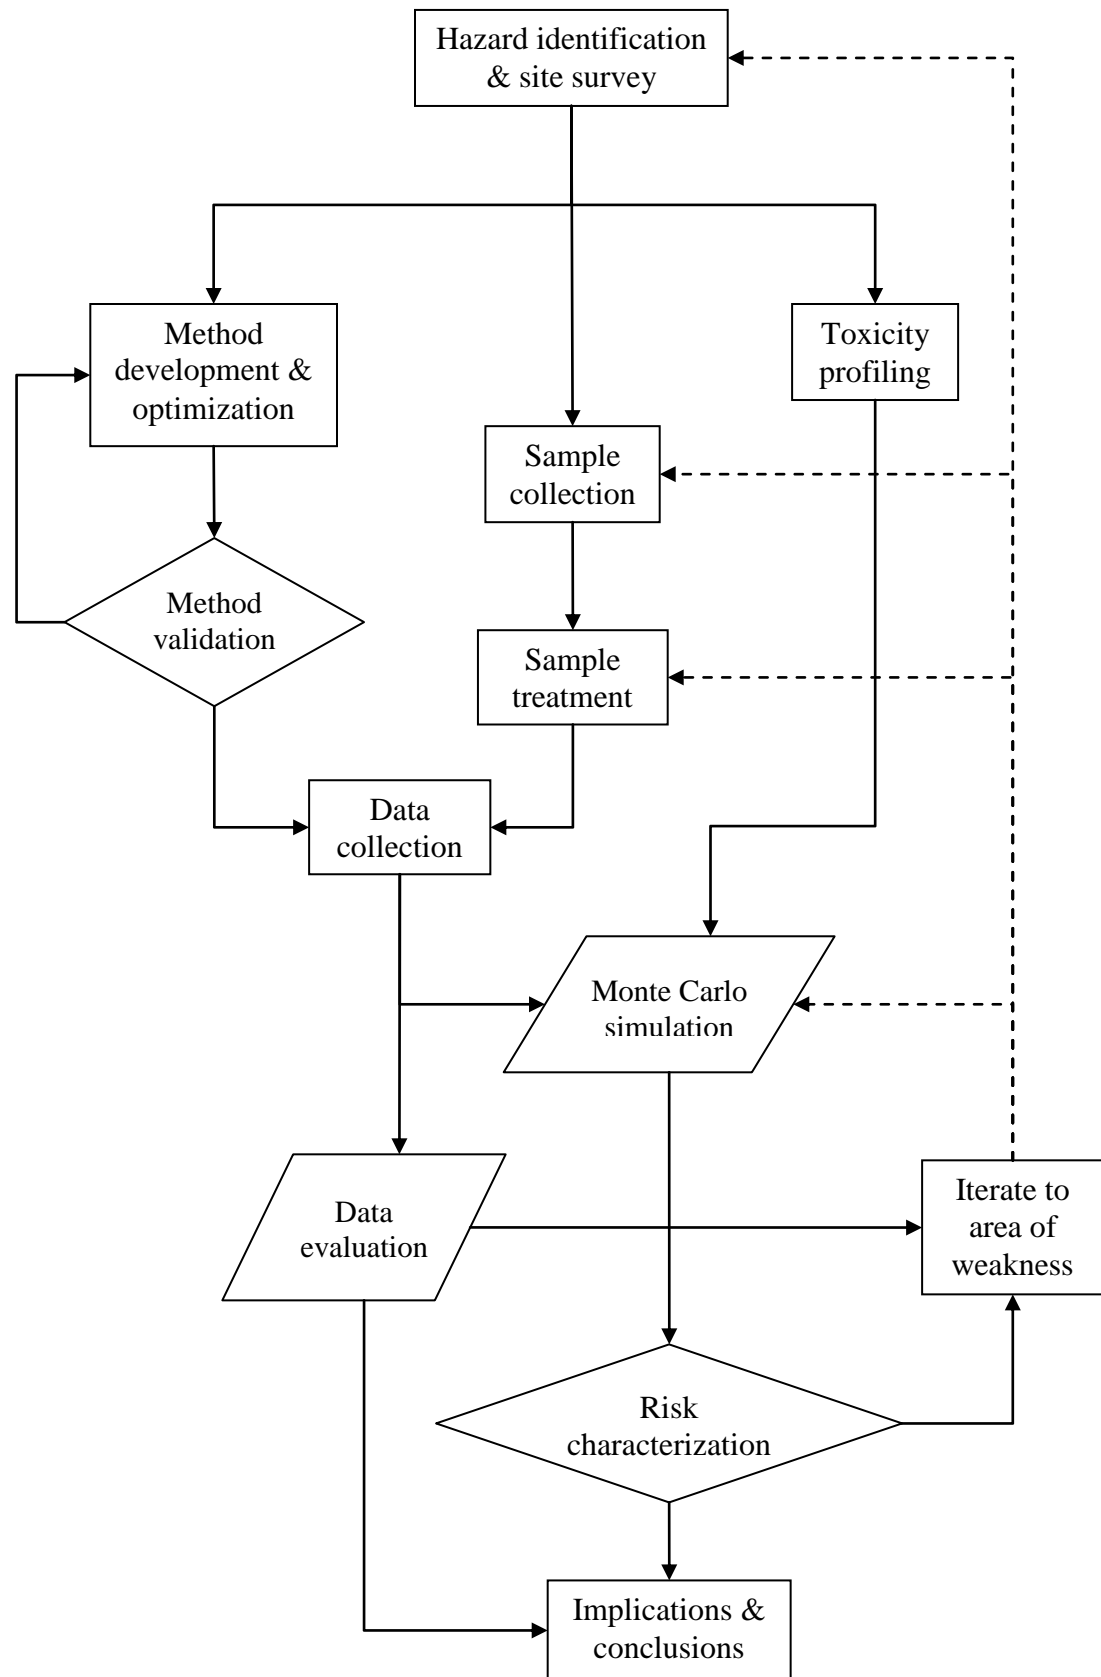 Hazard identification
& site survey
Method
development &
optimization
Toxicity
profiling
Sample
collection
Method
validation
Sample
treatment
Data
collection
Monte Carlo
simulation
Data
evaluation
Iterate to
area of
weakness
Risk
characterization
Implications &
conclusions